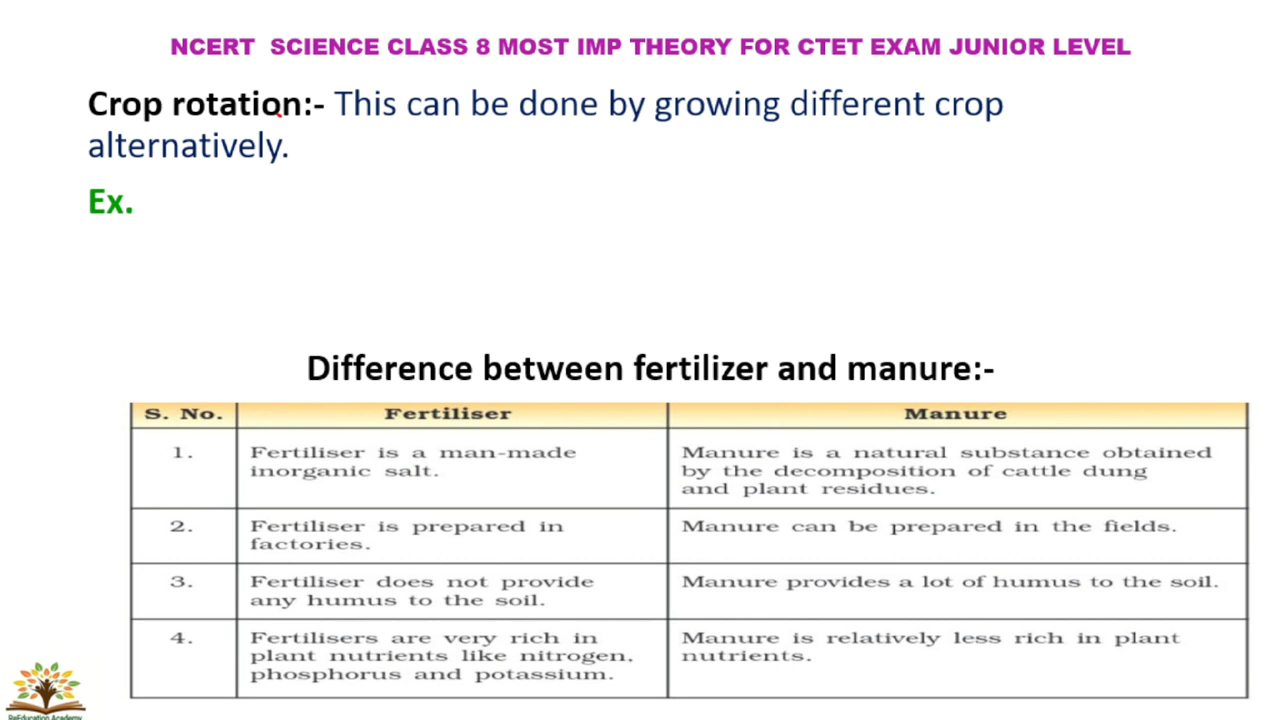 NCERT SCIENCE CLASS 8 MOST IMP THEORY FOR CTET EXAM JUNIOR LEVEL
Crop rotation:- This can be done by growing different crop
alternatively.
Ex.
Difference between fertilizer and manure:-
S. No. Fertiliser Manure
1. Fertiliser is a man-made
inorganic salt.
Manure is a natural substance obtained
by the decomposition of cattle dung
and plant residues.
2. Fertiliser is prepared in
factories.
Manure can be prepared in the fields.
3. Fertiliser does not provide
any humus to the soil.
Manure provides a lot of humus to the soil.
4. Fertilisers are very rich in
plant nutrients like nitrogen,
phosphorus and potassium.
Manure is relatively less rich in plant
nutrients.
BeEducation Academy